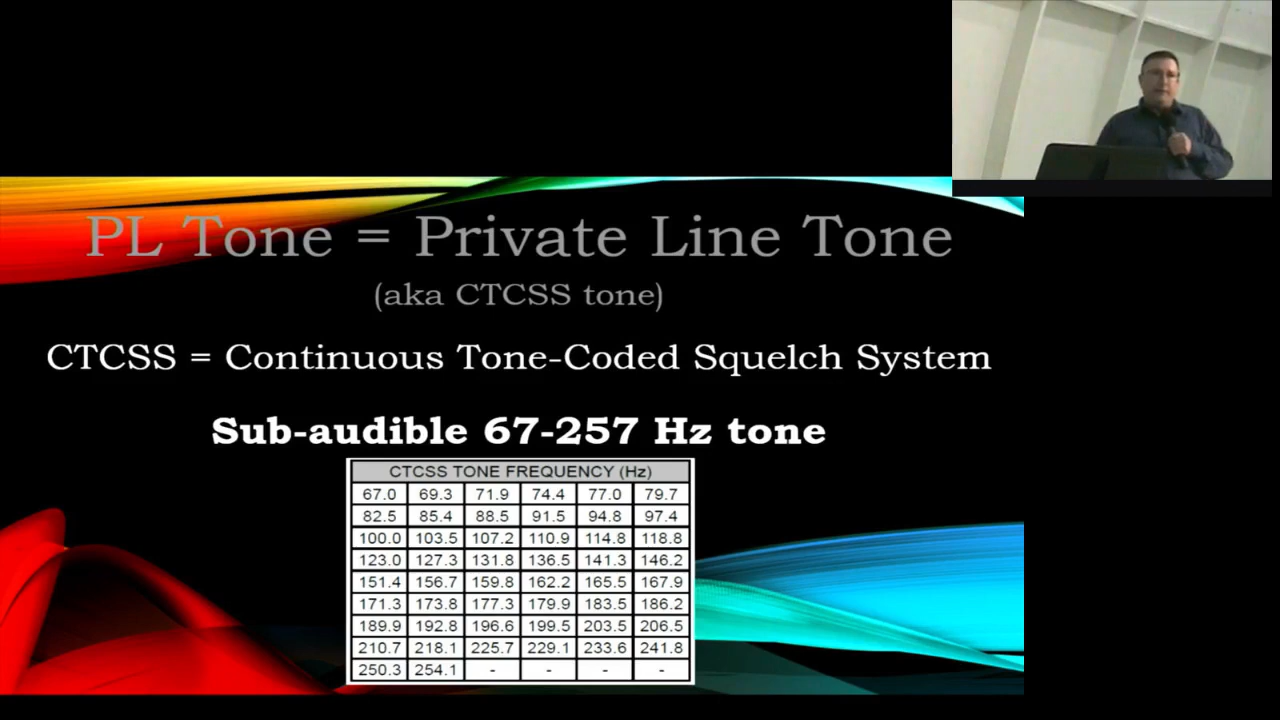 PL Tone = Private Line Tone
(aka CTCSS tone)
CTCSS = Continuous Tone-Coded Squelch System
Sub-audible 67-257 Hz tone
CTCSS TONE FREQUENCY (Hz)
67.0 69.3 71.9 74.4 77.0 79.7
82.5 85.4 88.5 91.5 94.8 97.4
100.0 103.5 107.2 110.9 114.8 118.8
123.0 127.3 131.8 136.5 141.3 146.2
151.4 156.7 159.8 162.2 165.5 167.9
171.3 173.8 177.3 179.9 183.5 186.2
189.9 192.8 196.6 199.5 203.5 206.5
210.7 218.1 225.7 229.1 233.6 241.8
250.3 254.1 - - - -